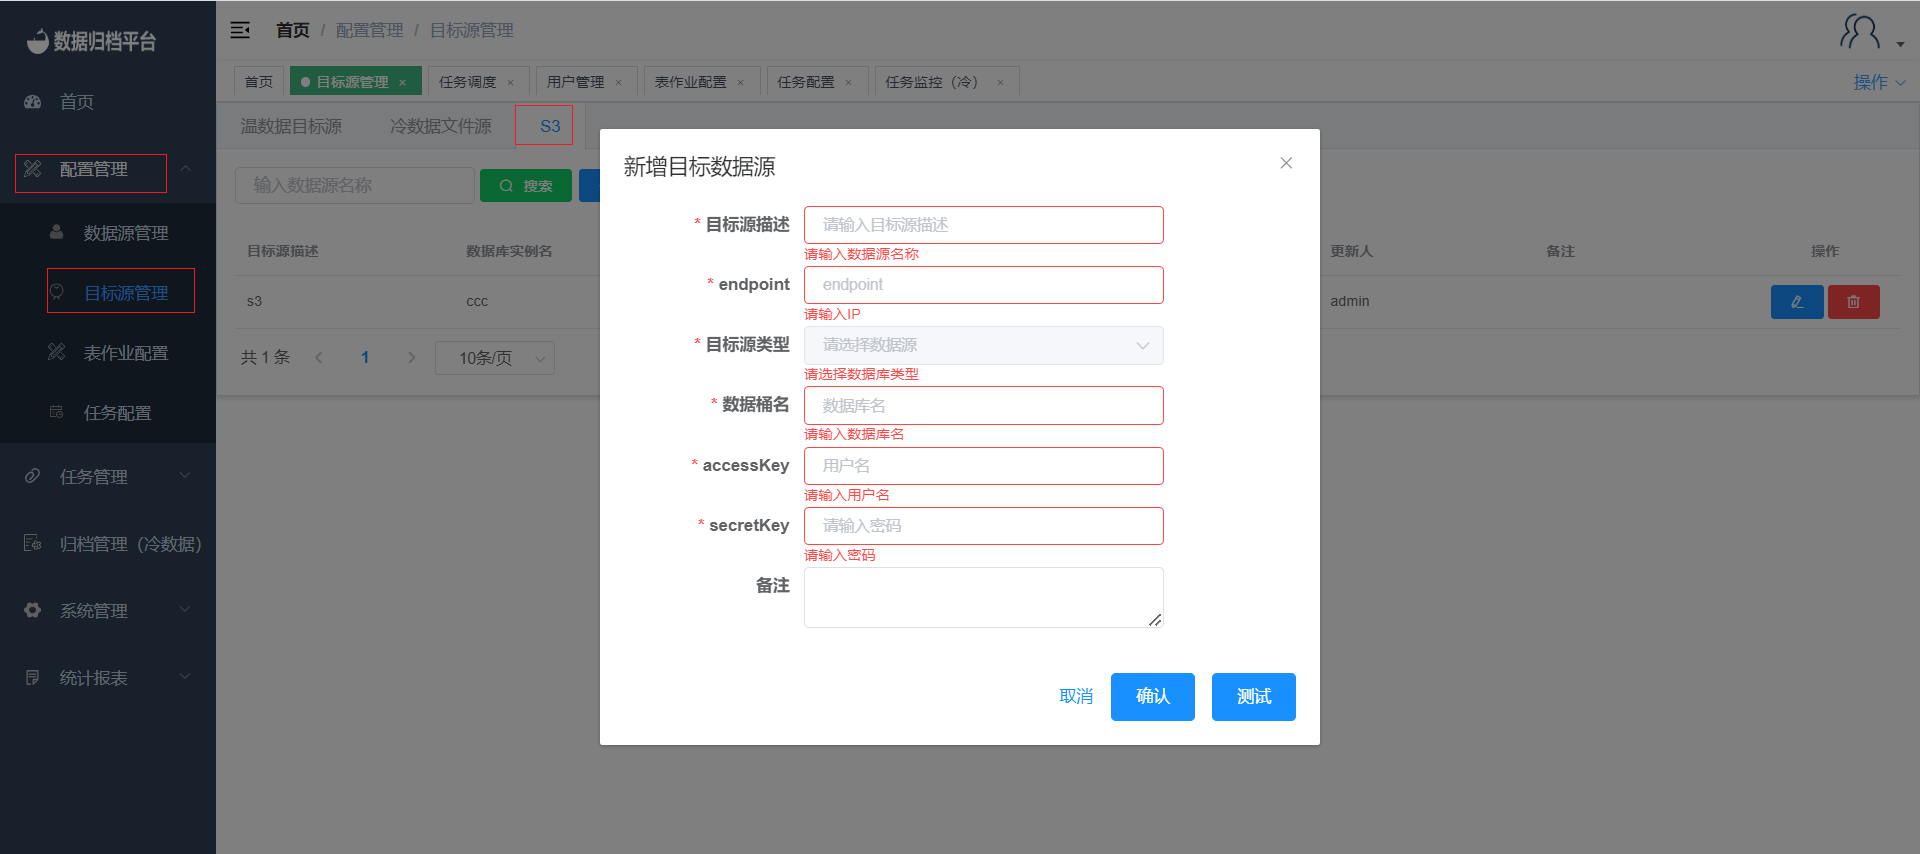 数据归档平台
首页
配置管理
数据源管理
目标源管理
表作业配置
任务配置
任务管理
归档管理（冷数据）
系统管理
统计报表
首页 / 配置管理 / 目标源管理
首页 目标源管理 × 任务调度 × 用户管理 × 表作业配置 × 任务配置 × 任务监控（冷） × 操作
温数据目标源 冷数据文件源 S3
输入数据源名称 搜索
目标源描述 数据库实例名 更新人 备注 操作
s3 ccc admin
共 1 条 1 10条/页
新增目标数据源
* 目标源描述 请输入目标源描述
请输入数据源名称
* endpoint endpoint
请输入IP
* 目标源类型 请选择数据源
请选择数据库类型
* 数据桶名 数据库名
请输入数据库名
* accessKey 用户名
请输入用户名
* secretKey 请输入密码
请输入密码
备注
取消 确认 测试